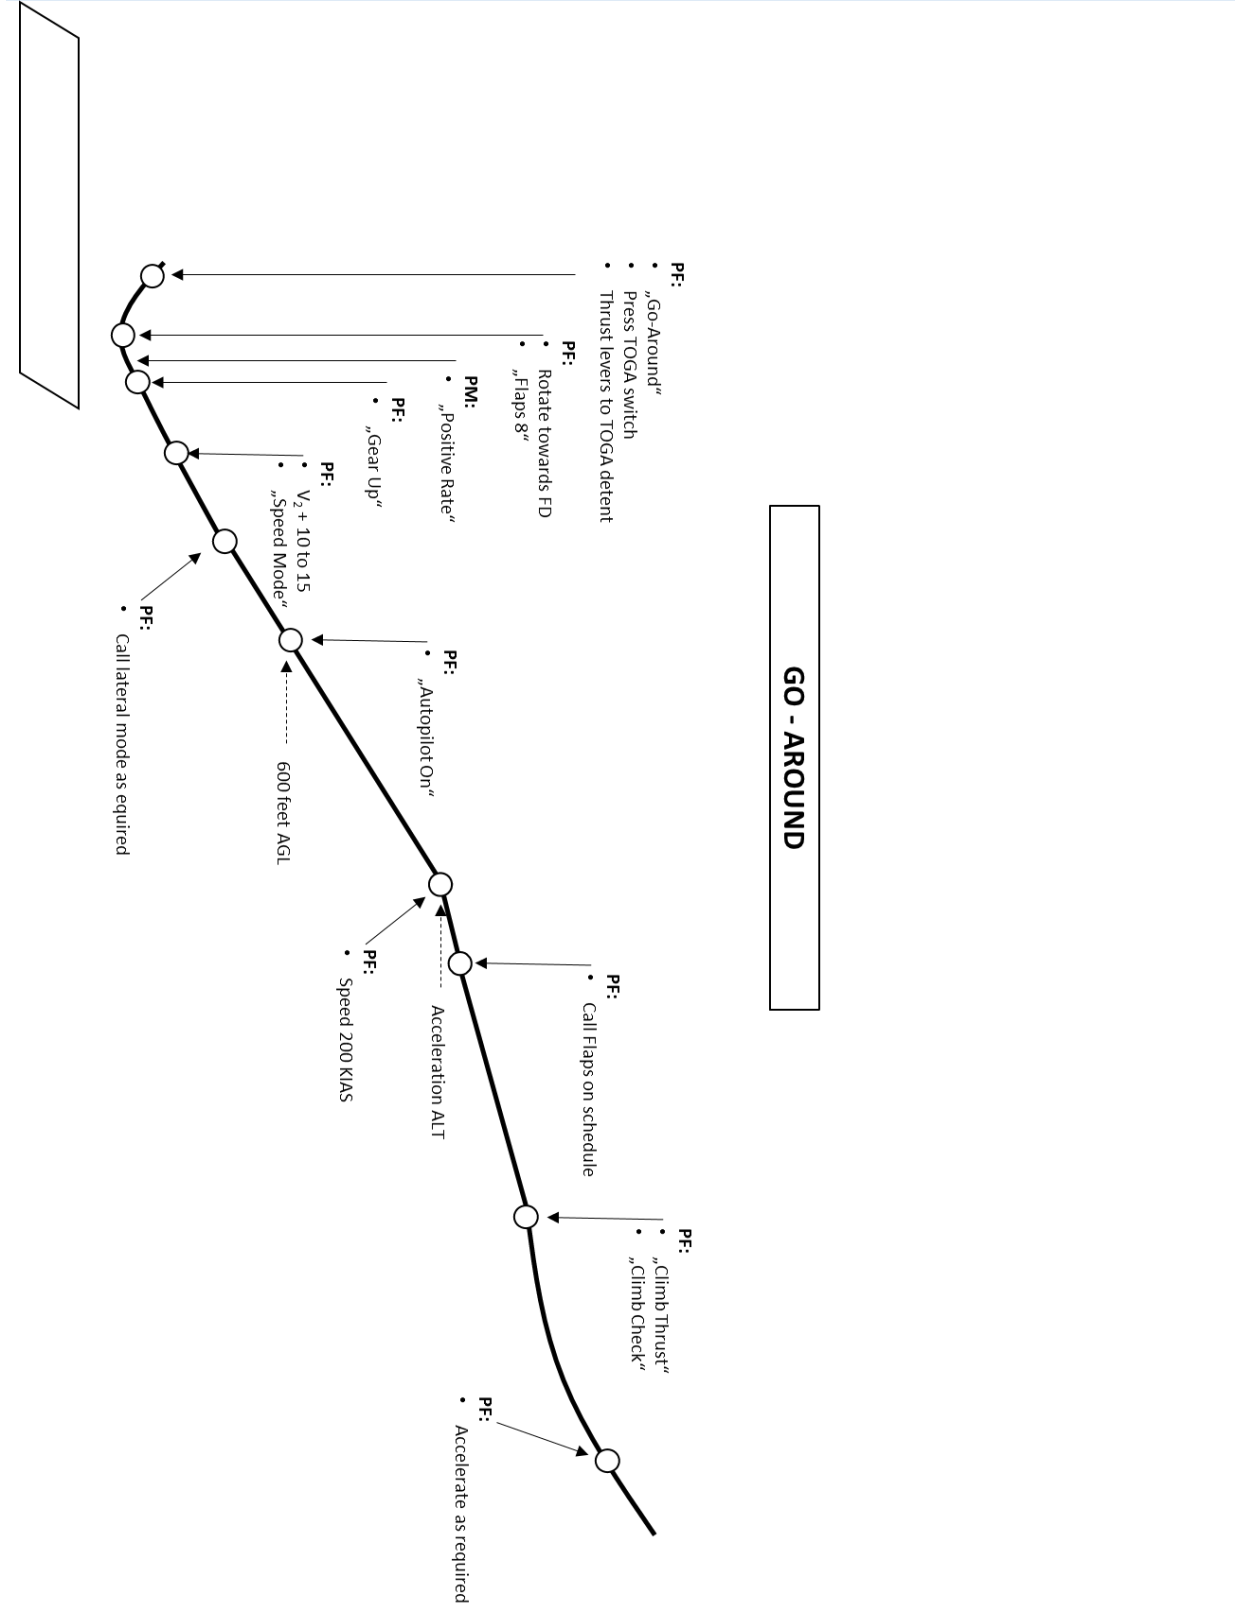 GO - AROUND
PF:
• „Go-Around“
• Press TOGA switch
• Thrust levers to TOGA detent
PF:
• Rotate towards FD
• „Flaps 8“
PM:
• „Positive Rate“
PF:
• „Gear Up“
PF:
• V₂ + 10 to 15
• „Speed Mode“
PF:
• Call lateral mode as equired
PF:
• „Autopilot On“
600 feet AGL
PF:
• Speed 200 KIAS
Acceleration ALT
PF:
• Call Flaps on schedule
PF:
• „Climb Thrust“
• „Climb Check“
PF:
• Accelerate as required